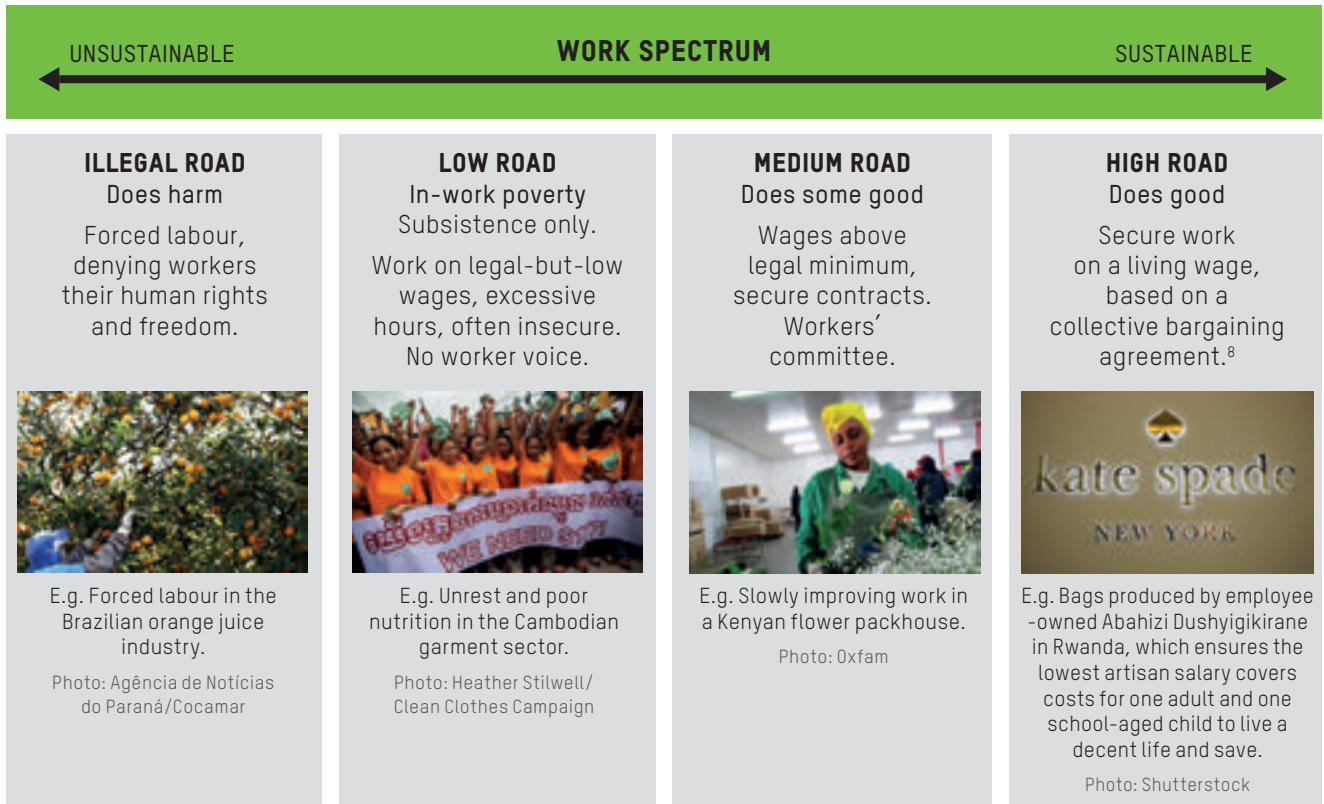 UNSUSTAINABLE
WORK SPECTRUM
SUSTAINABLE
ILLEGAL ROAD
Does harm
Forced labour,
denying workers
their human rights
and freedom.
E.g. Forced labour in the
Brazilian orange juice
industry.
Photo: Agência de Notícias
do Paraná/Cocamar
LOW ROAD
In-work poverty
Subsistence only.
Work on legal-but-low
wages, excessive
hours, often insecure.
No worker voice.
WE NEED
E.g. Unrest and poor
nutrition in the Cambodian
garment sector.
Photo: Heather Stilwell/
Clean Clothes Campaign
MEDIUM ROAD
Does some good
Wages above
legal minimum,
secure contracts.
Workers’
committee.
E.g. Slowly improving work in
a Kenyan flower packhouse.
Photo: Oxfam
HIGH ROAD
Does good
Secure work
on a living wage,
based on a
collective bargaining
agreement.⁸
kate spade
NEW YORK
E.g. Bags produced by employee
-owned Abahizi Dushyigikirane
in Rwanda, which ensures the
lowest artisan salary covers
costs for one adult and one
school-aged child to live a
decent life and save.
Photo: Shutterstock